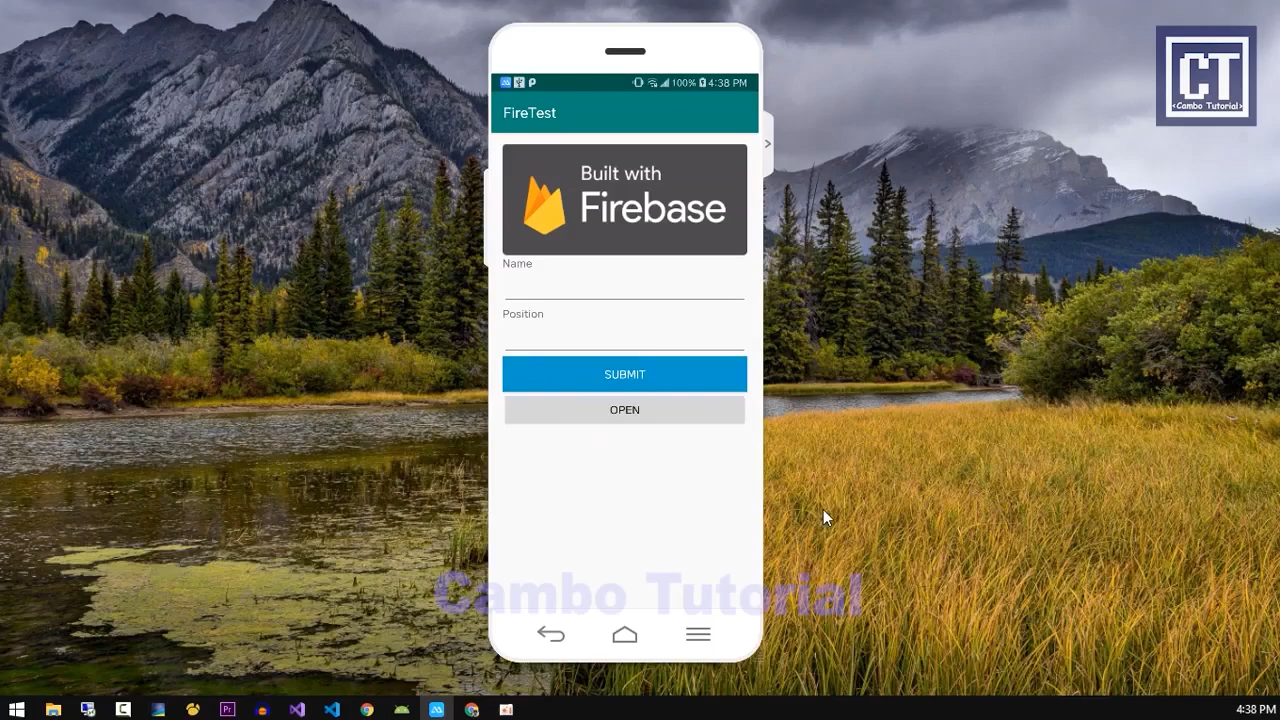 CT
<Cambo Tutorial>
100% 4:38 PM
FireTest
Built with
Firebase
Name
Position
SUBMIT
OPEN
Cambo Tutorial
Pr
4:38 PM